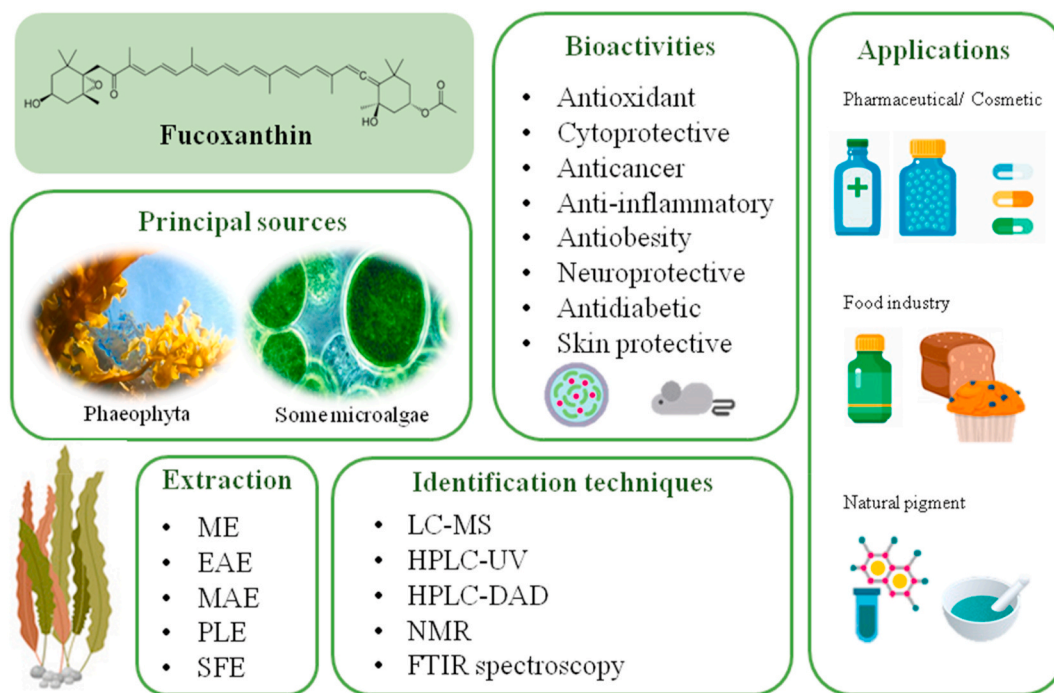 HO
O
O
HO
O
O
Fucoxanthin
Principal sources
Phaeophyta
Some microalgae
Bioactivities
• Antioxidant
• Cytoprotective
• Anticancer
• Anti-inflammatory
• Antiobesity
• Neuroprotective
• Antidiabetic
• Skin protective
Extraction
• ME
• EAE
• MAE
• PLE
• SFE
Identification techniques
• LC-MS
• HPLC-UV
• HPLC-DAD
• NMR
• FTIR spectroscopy
Applications
Pharmaceutical/ Cosmetic
Food industry
Natural pigment